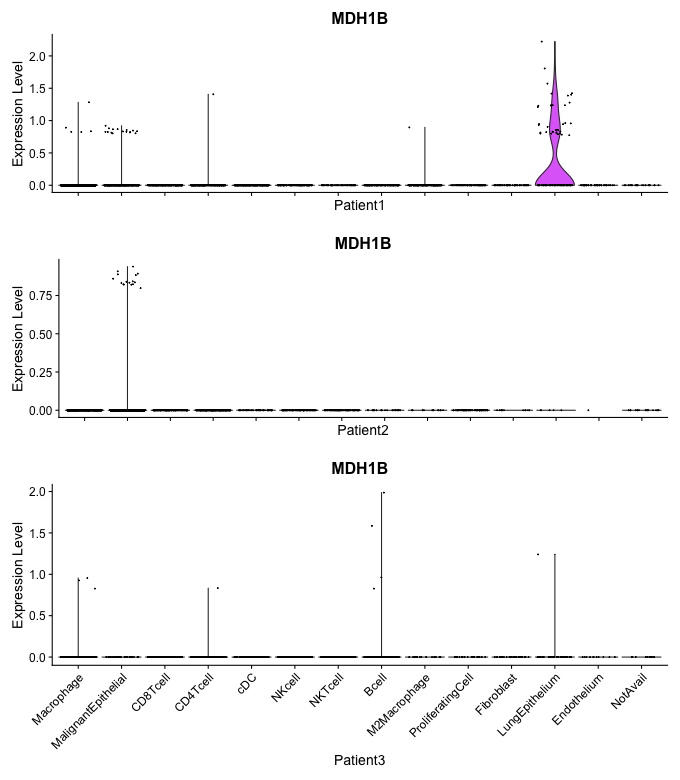 MDH1B
Expression Level
2.0
1.5
1.0
0.5
0.0
Patient1
MDH1B
Expression Level
0.75
0.50
0.25
0.00
Patient2
MDH1B
Expression Level
2.0
1.5
1.0
0.5
0.0
Macrophage
MalignantEpithelial
CD8Tcell
CD4Tcell
cDC
NKcell
NKTcell
Bcell
M2Macrophage
ProliferatingCell
Fibroblast
LungEpithelium
Endothelium
NotAvail
Patient3